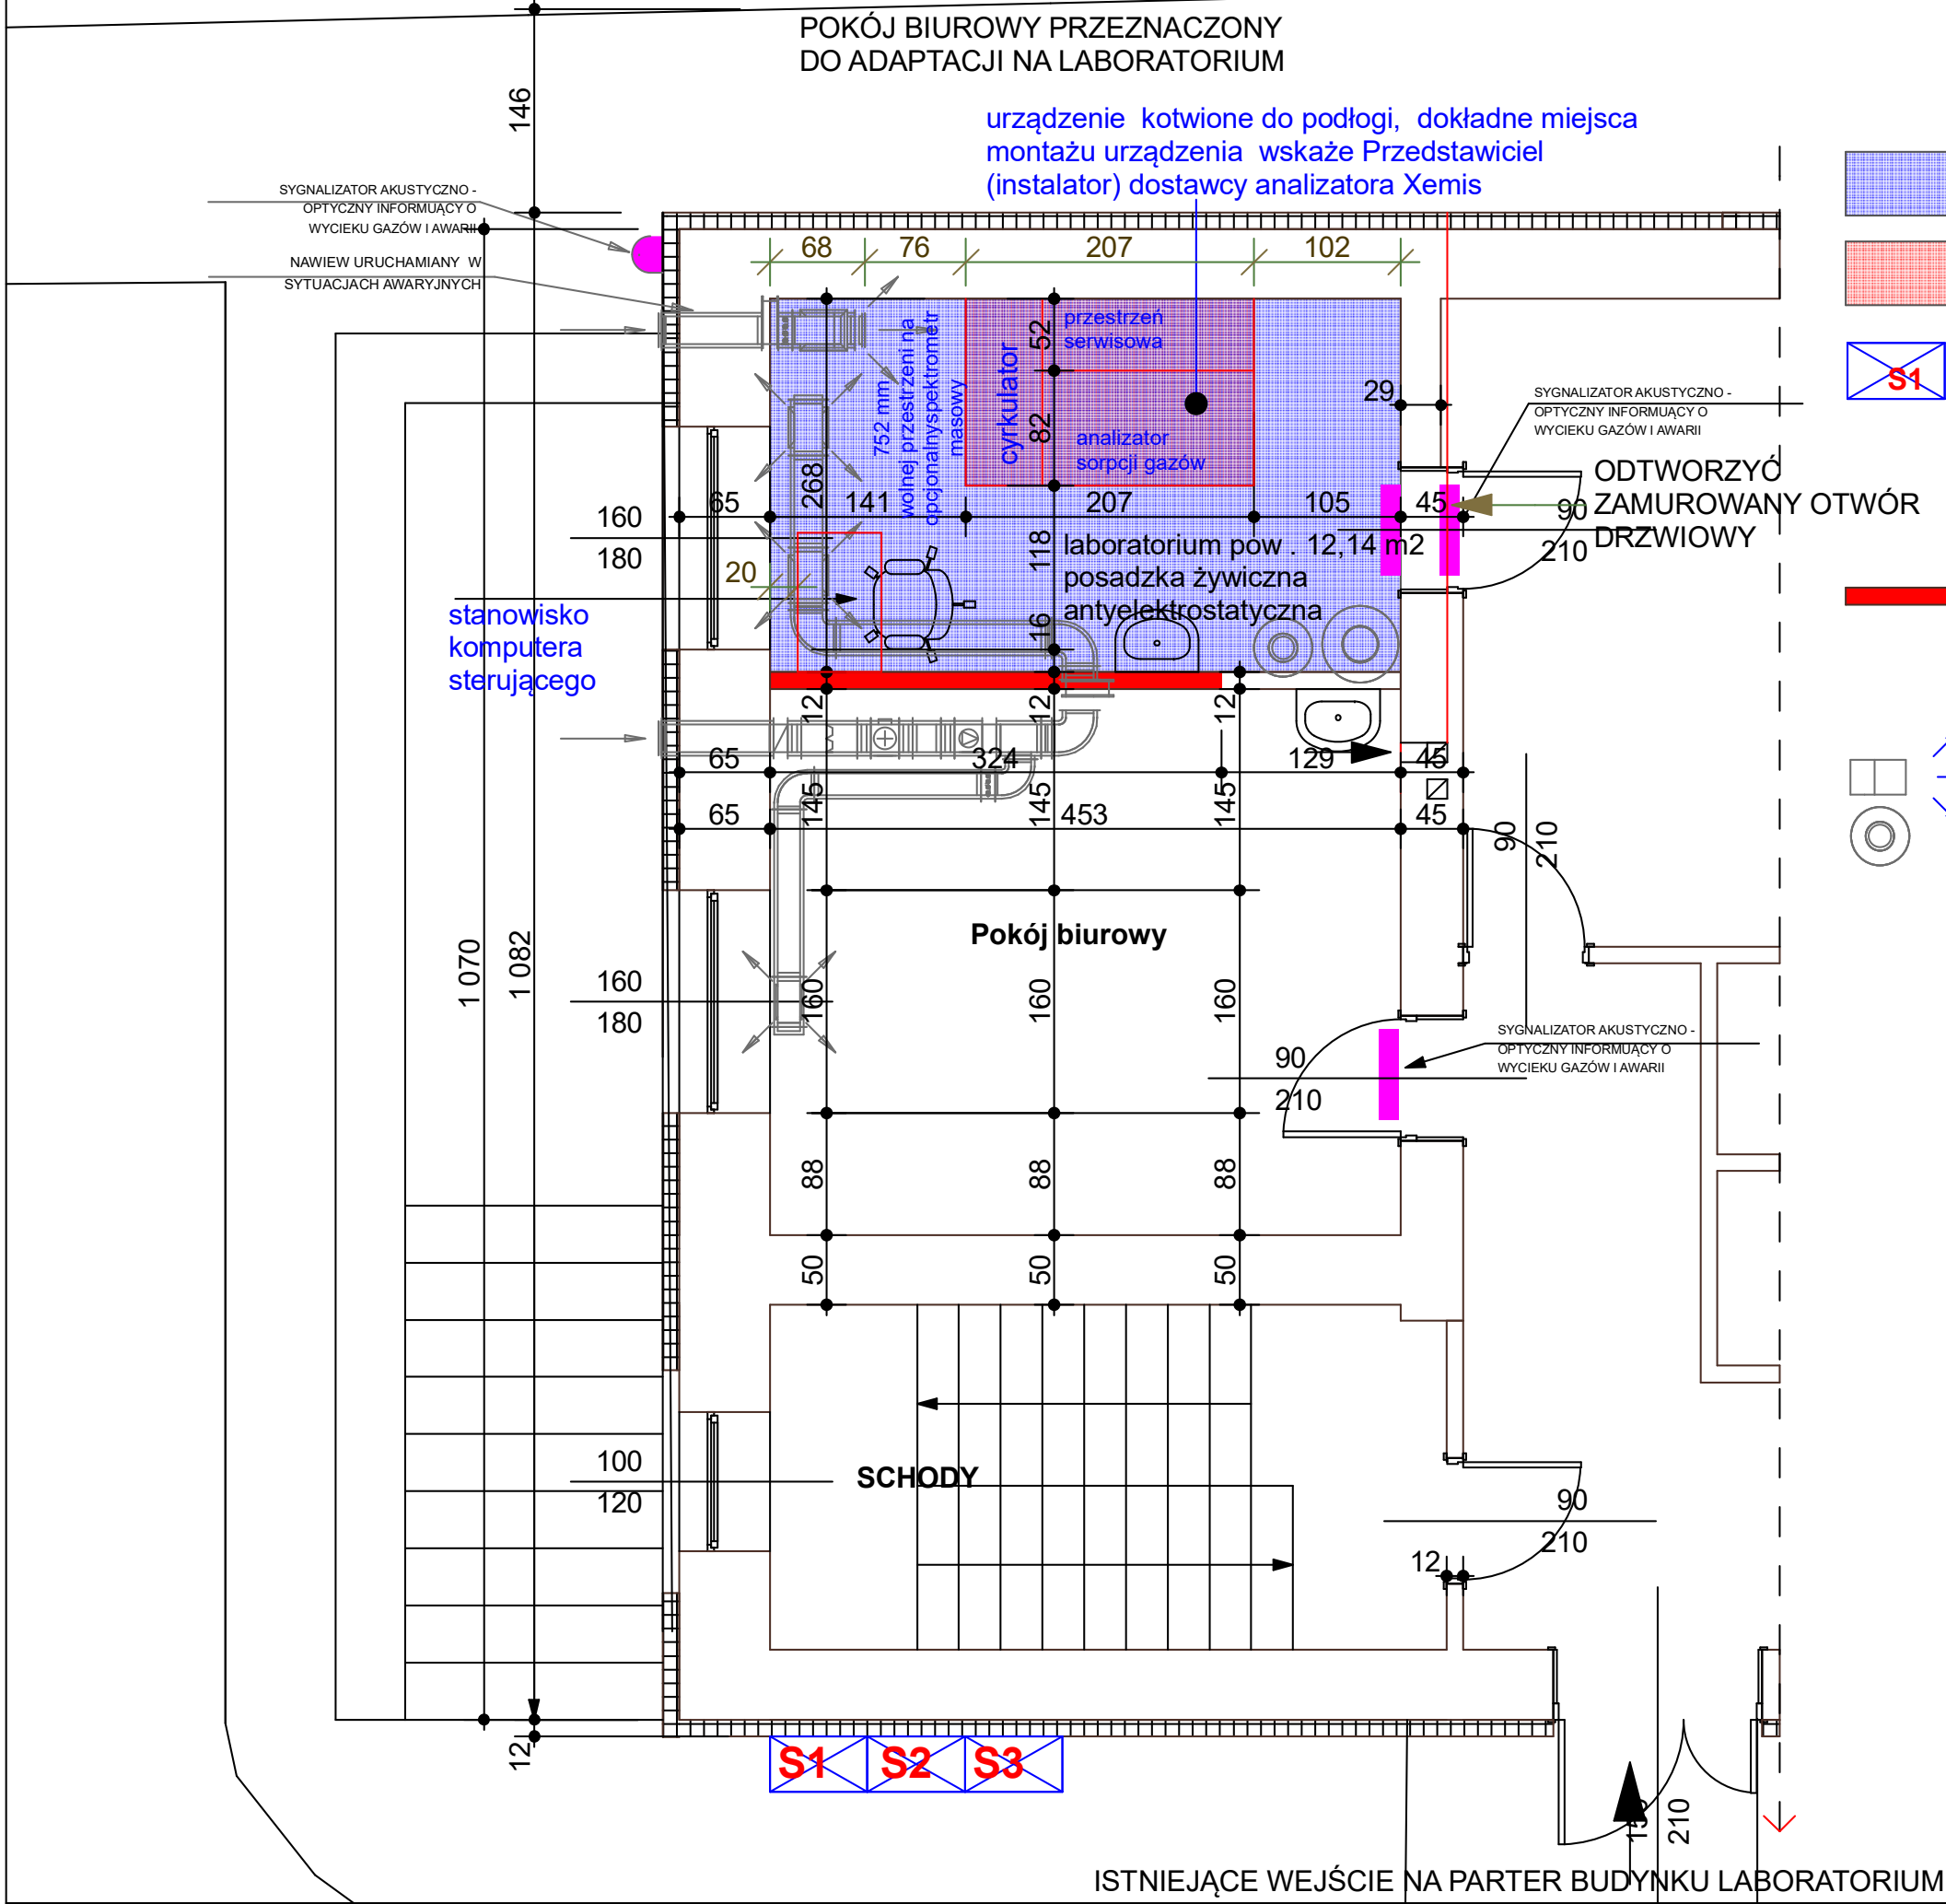 POKÓJ BIUROWY PRZEZNACZONY
DO ADAPTACJI NA LABORATORIUM
146
urządzenie kotwione do podłogi, dokładne miejsca
montażu urządzenia wskaże Przedstawiciel
(instalator) dostawcy analizatora Xemis
SYGNALIZATOR AKUSTYCZNO -
OPTYCZNY INFORMUĄCY O
WYCIEKU GAZÓW I AWARII
NAWIEW URUCHAMIANY W
SYTUACJACH AWARYJNYCH
68 76 207 102
przestrzeń
serwisowa
52
752 mm
wolnej przestrzeni na
opcjonalnyspektrometr
masowy
cyrkulator
82
analizator
sorpcji gazów
29
S1
SYGNALIZATOR AKUSTYCZNO -
OPTYCZNY INFORMUĄCY O
WYCIEKU GAZÓW I AWARII
ODTWORZYĆ
ZAMUROWANY OTWÓR
DRZWIOWY
268
65 141 207 105 45
90
210
160
180
118
laboratorium pow . 12,14 m2
posadzka żywiczna
antyelektrostatyczna
20
16
stanowisko
komputera
sterującego
12 12 12
65 324 129 45
145 145 145
65 453 45
90
210
Pokój biurowy
1 070
1 082
160
180
160 160 160
SYGNALIZATOR AKUSTYCZNO -
OPTYCZNY INFORMUĄCY O
WYCIEKU GAZÓW I AWARII
90
210
88 88 88
50 50 50
100
120
SCHODY
90
210
12
12
S1 S2 S3
210
ISTNIEJĄCE WEJŚCIE NA PARTER BUDYNKU LABORATORIUM